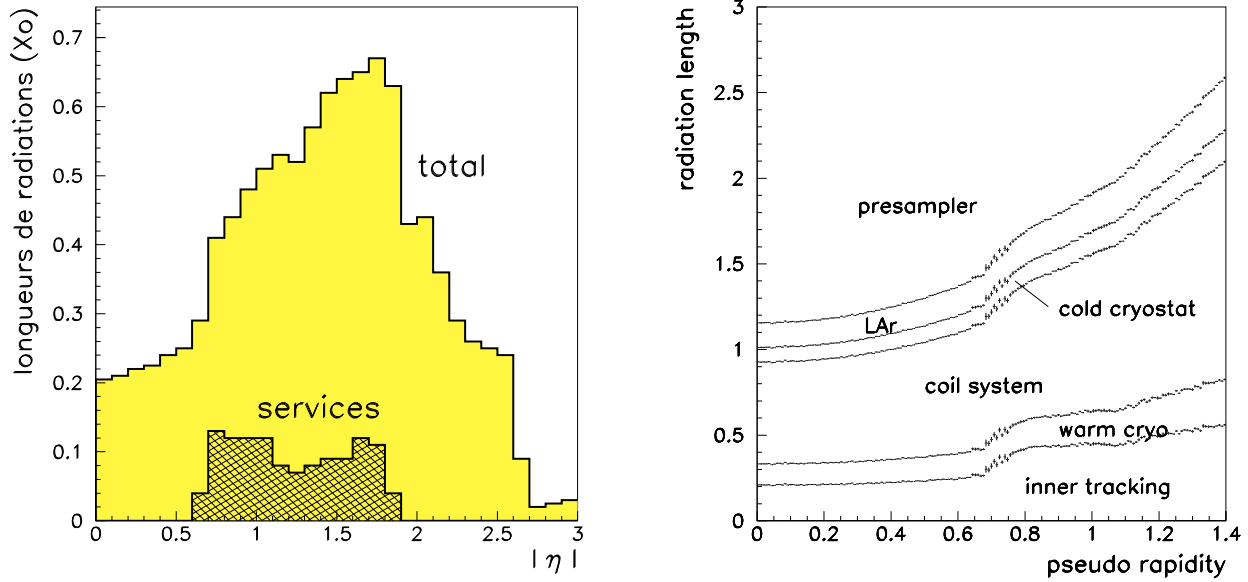 longueurs de radiations (Xo)
0.7
0.6
0.5
0.4
0.3
0.2
0.1
0
total
services
0 0.5 1 1.5 2 2.5 3
| η |
radiation length
3
2.5
2
1.5
1
0.5
0
presampler
cold cryostat
LAr
coil system
warm cryo
inner tracking
0 0.2 0.4 0.6 0.8 1 1.2 1.4
pseudo rapidity